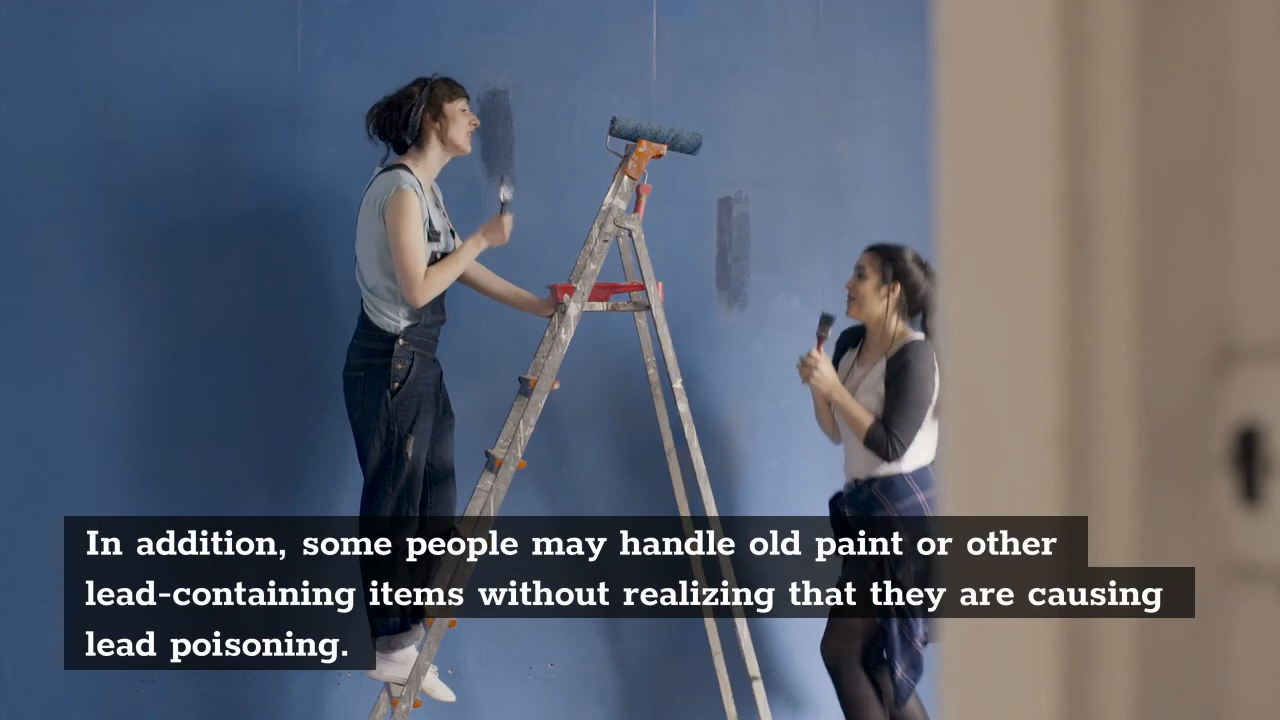 In addition, some people may handle old paint or other
lead-containing items without realizing that they are causing
lead poisoning.